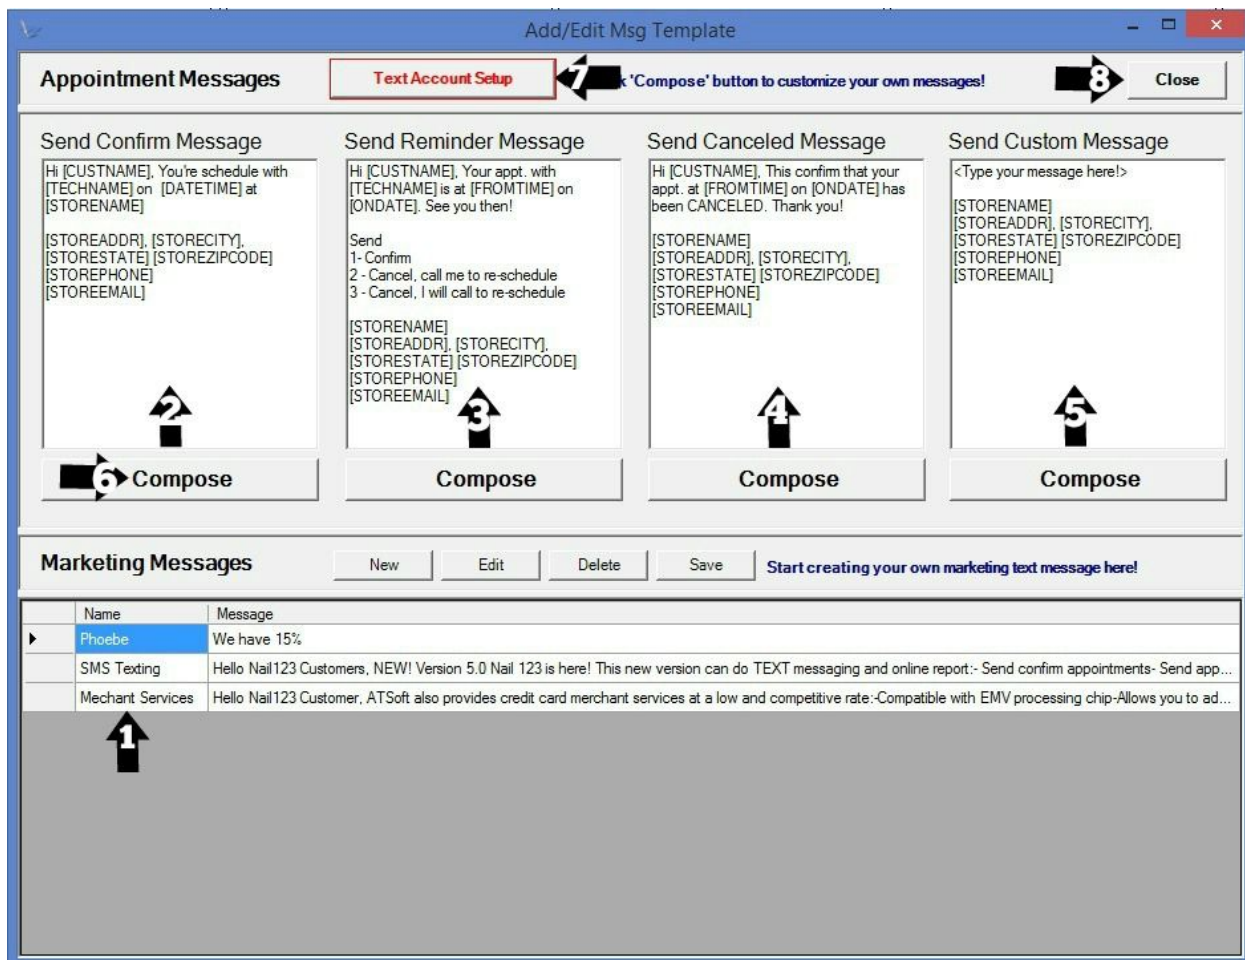 Add/Edit Msg Template
Appointment Messages
Text Account Setup
7
'Compose' button to customize your own messages!
8
Close
Send Confirm Message
Hi [CUSTNAME], You're schedule with
[TECHNAME] on  [DATETIME] at
[STORENAME]
[STOREADDR], [STORECITY],
[STORESTATE] [STOREZIPCODE]
[STOREPHONE]
[STOREEMAIL]
2
6
Compose
Send Reminder Message
Hi [CUSTNAME], Your appt. with
[TECHNAME] is at [FROMTIME] on
[ONDATE]. See you then!
Send
1- Confirm
2 - Cancel, call me to re-schedule
3 - Cancel, I will call to re-schedule
[STORENAME]
[STOREADDR], [STORECITY],
[STORESTATE] [STOREZIPCODE]
[STOREPHONE]
[STOREEMAIL]
3
Compose
Send Canceled Message
Hi [CUSTNAME], This confirm that your
appt. at [FROMTIME] on [ONDATE] has
been CANCELED. Thank you!
[STORENAME]
[STOREADDR], [STORECITY],
[STORESTATE] [STOREZIPCODE]
[STOREPHONE]
[STOREEMAIL]
4
Compose
Send Custom Message
<Type your message here!>
[STORENAME]
[STOREADDR], [STORECITY],
[STORESTATE] [STOREZIPCODE]
[STOREPHONE]
[STOREEMAIL]
5
Compose
Marketing Messages
New
Edit
Delete
Save
Start creating your own marketing text message here!
Name Message
Phoebe We have 15%
SMS Texting Hello Nail123 Customers, NEW! Version 5.0 Nail 123 is here! This new version can do TEXT messaging and online report:- Send confirm appointments- Send app...
Mechant Services Hello Nail123 Customer, ATSoft also provides credit card merchant services at a low and competitive rate:-Compatible with EMV processing chip-Allows you to ad...
1